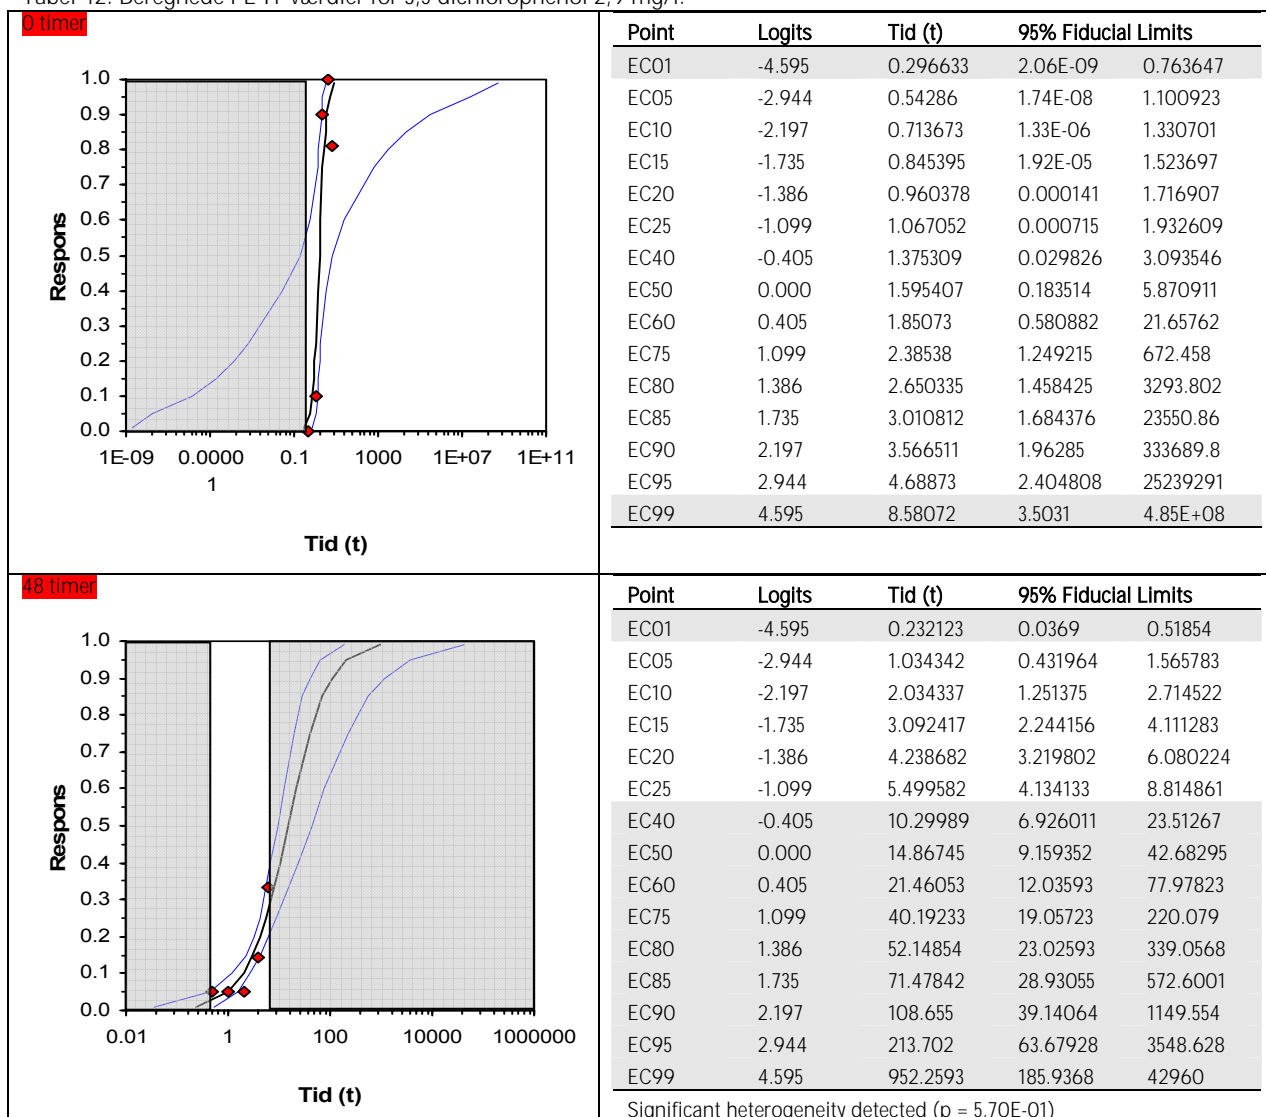 0 timer
Respons
1.0
0.9
0.8
0.7
0.6
0.5
0.4
0.3
0.2
0.1
0.0
1E-09 0.00001 0.1 1000 1E+07 1E+11
Tid (t)
Point Logits Tid (t) 95% Fiducial Limits
EC01 -4.595 0.296633 2.06E-09 0.763647
EC05 -2.944 0.54286 1.74E-08 1.100923
EC10 -2.197 0.713673 1.33E-06 1.330701
EC15 -1.735 0.845395 1.92E-05 1.523697
EC20 -1.386 0.960378 0.000141 1.716907
EC25 -1.099 1.067052 0.000715 1.932609
EC40 -0.405 1.375309 0.029826 3.093546
EC50 0.000 1.595407 0.183514 5.870911
EC60 0.405 1.85073 0.580882 21.65762
EC75 1.099 2.38538 1.249215 672.458
EC80 1.386 2.650335 1.458425 3293.802
EC85 1.735 3.010812 1.684376 23550.86
EC90 2.197 3.566511 1.96285 333689.8
EC95 2.944 4.68873 2.404808 25239291
EC99 4.595 8.58072 3.5031 4.85E+08
48 timer
Respons
1.0
0.9
0.8
0.7
0.6
0.5
0.4
0.3
0.2
0.1
0.0
0.01 1 100 10000 1000000
Tid (t)
Point Logits Tid (t) 95% Fiducial Limits
EC01 -4.595 0.232123 0.0369 0.51854
EC05 -2.944 1.034342 0.431964 1.565783
EC10 -2.197 2.034337 1.251375 2.714522
EC15 -1.735 3.092417 2.244156 4.111283
EC20 -1.386 4.238682 3.219802 6.080224
EC25 -1.099 5.499582 4.134133 8.814861
EC40 -0.405 10.29989 6.926011 23.51267
EC50 0.000 14.86745 9.159352 42.68295
EC60 0.405 21.46053 12.03593 77.97823
EC75 1.099 40.19233 19.05723 220.079
EC80 1.386 52.14854 23.02593 339.0568
EC85 1.735 71.47842 28.93055 572.6001
EC90 2.197 108.655 39.14064 1149.554
EC95 2.944 213.702 63.67928 3548.628
EC99 4.595 952.2593 185.9368 42960
Significant heterogeneity detected (p = 5,70E-01)